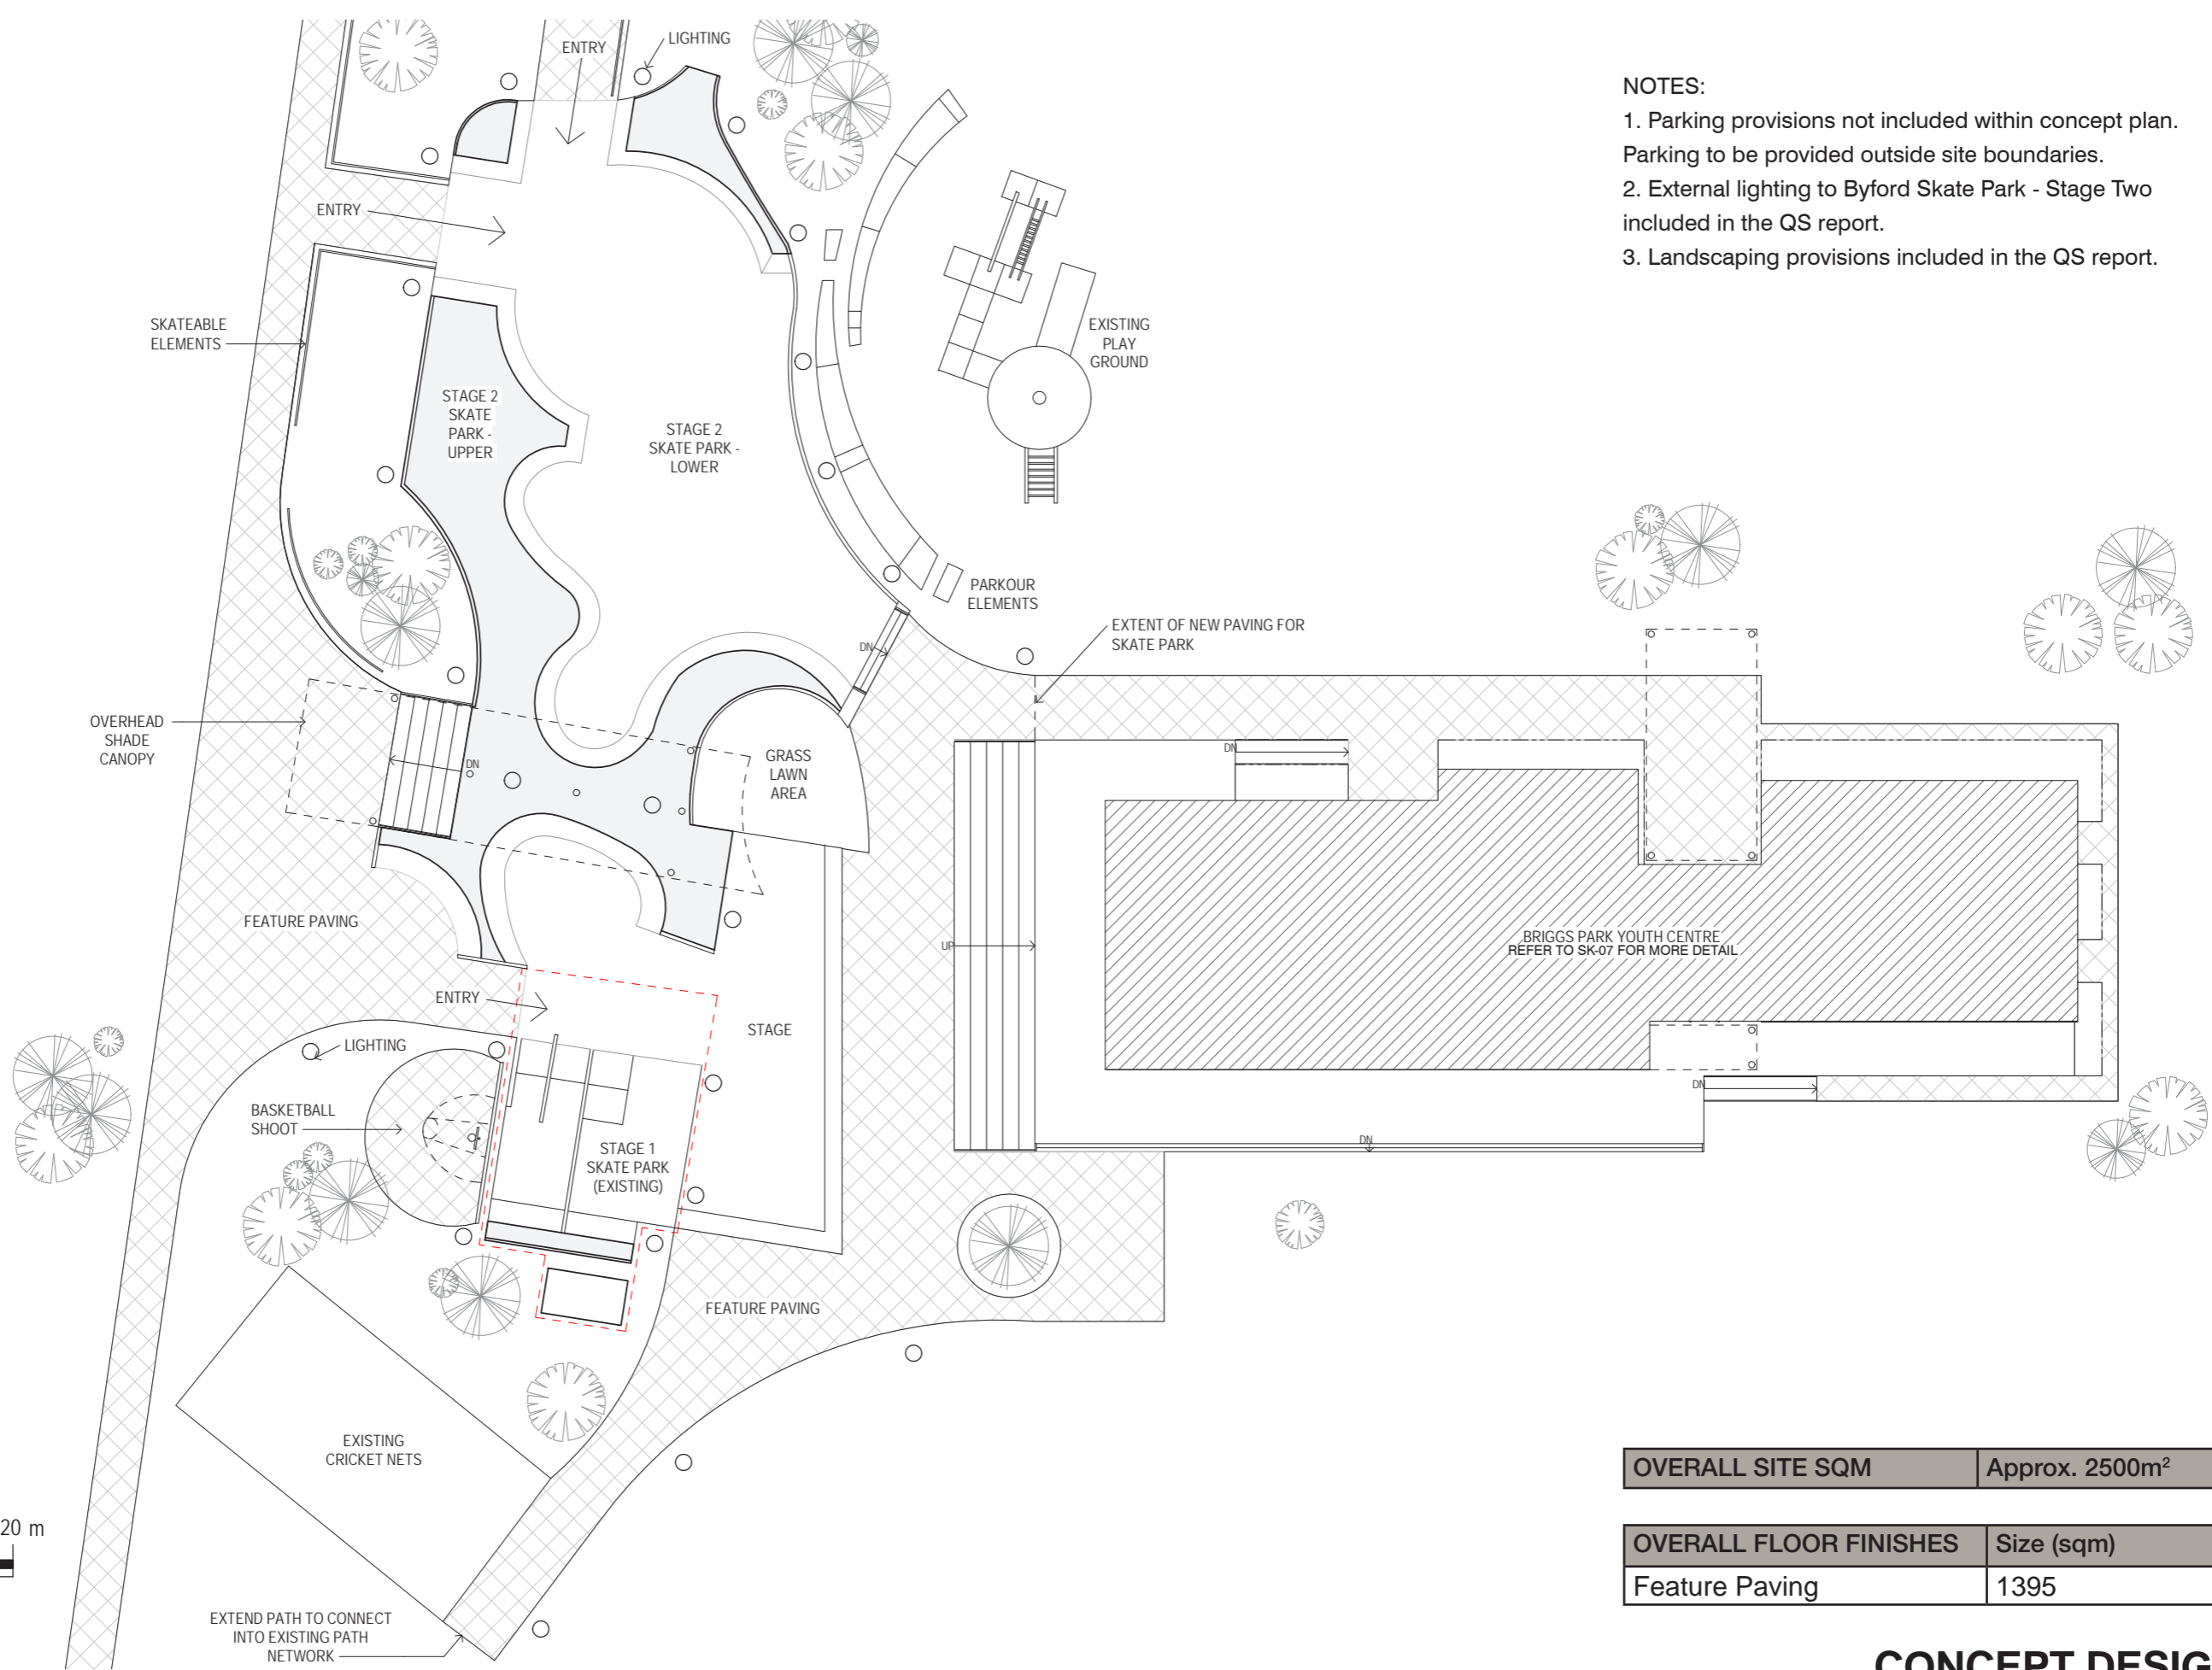 ENTRY
LIGHTING
NOTES:
1. Parking provisions not included within concept plan.
Parking to be provided outside site boundaries.
2. External lighting to Byford Skate Park - Stage Two
included in the QS report.
3. Landscaping provisions included in the QS report.
ENTRY
SKATEABLE
ELEMENTS
EXISTING
PLAY
GROUND
STAGE 2
SKATE
PARK -
UPPER
STAGE 2
SKATE PARK -
LOWER
PARKOUR
ELEMENTS
EXTENT OF NEW PAVING FOR
SKATE PARK
DN
OVERHEAD
SHADE
CANOPY
DN
GRASS
LAWN
AREA
DN
FEATURE PAVING
UP
BRIGGS PARK YOUTH CENTRE
REFER TO SK-07 FOR MORE DETAIL
ENTRY
STAGE
LIGHTING
DN
BASKETBALL
SHOOT
STAGE 1
SKATE PARK
(EXISTING)
DN
FEATURE PAVING
EXISTING
CRICKET NETS
OVERALL SITE SQM Approx. 2500m²
20 m
OVERALL FLOOR FINISHES Size (sqm)
Feature Paving 1395
EXTEND PATH TO CONNECT
INTO EXISTING PATH
NETWORK
CONCEPT DESIG